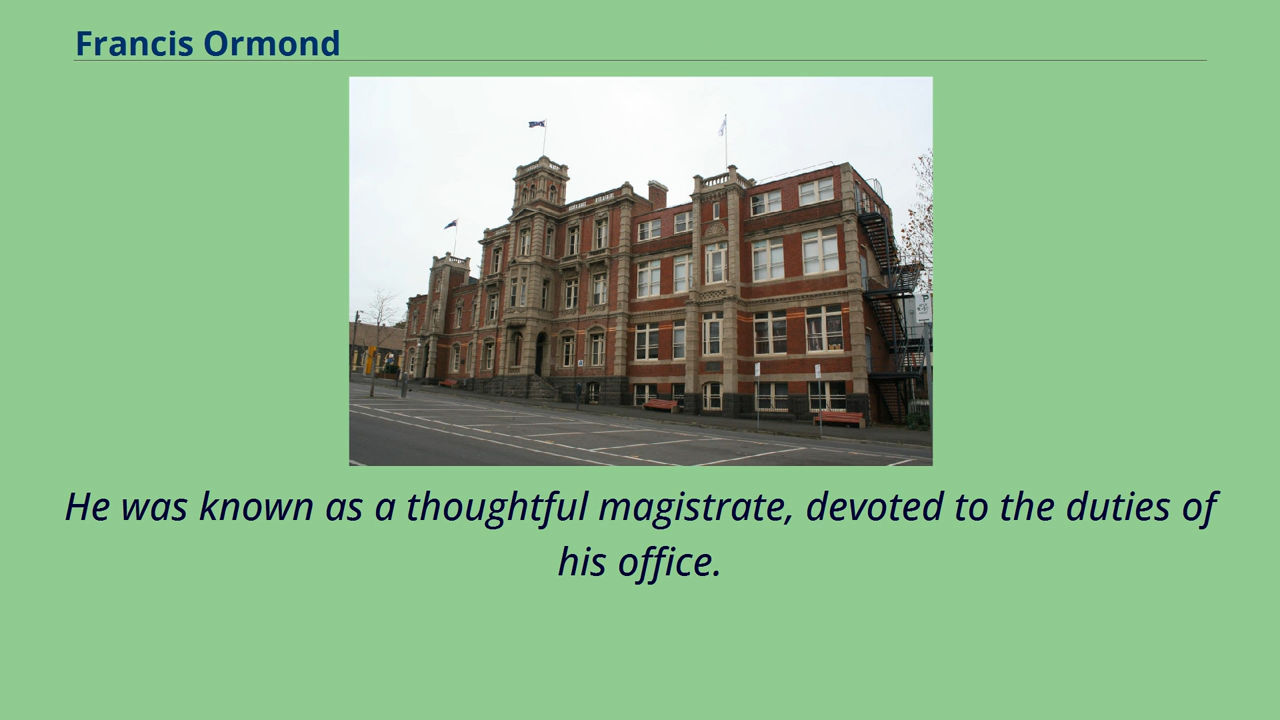 Francis Ormond
He was known as a thoughtful magistrate, devoted to the duties of
his office.